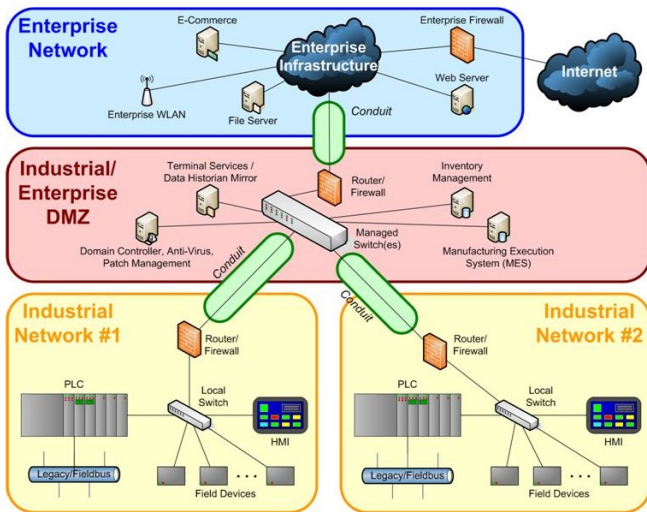 Enterprise
Network
E-Commerce
Enterprise
Infrastructure
Enterprise Firewall
Internet
Enterprise WLAN
File Server
Web Server
Conduit
Industrial/
Enterprise
DMZ
Terminal Services /
Data Historian Mirror
Router/
Firewall
Inventory
Management
Domain Controller, Anti-Virus,
Patch Management
Managed
Switch(es)
Manufacturing Execution
System (MES)
Conduit
Conduit
Industrial
Network #1
Router/
Firewall
PLC
Local
Switch
HMI
Legacy/Fieldbus
Field Devices
Industrial
Network #2
Router/
Firewall
PLC
Local
Switch
HMI
Legacy/Fieldbus
Field Devices